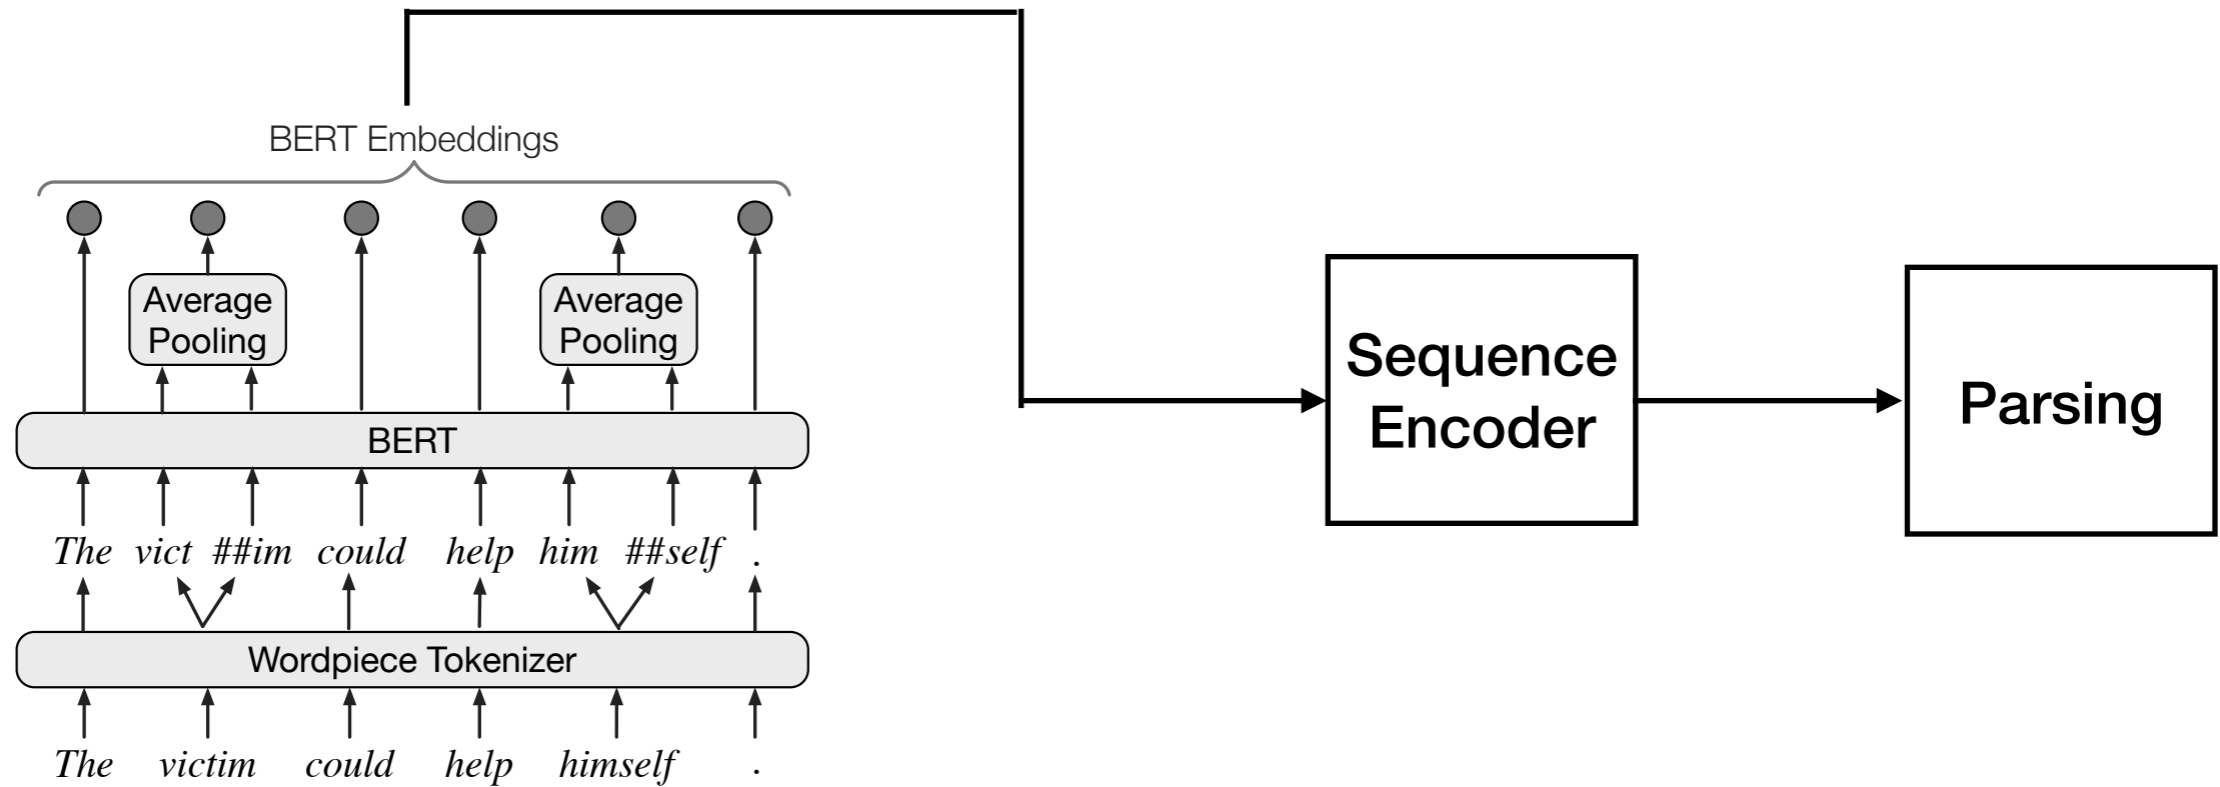 BERT Embeddings
Average Pooling
Average Pooling
BERT
The vict ##im could help him ##self .
Wordpiece Tokenizer
The victim could help himself .
Sequence
Encoder
Parsing